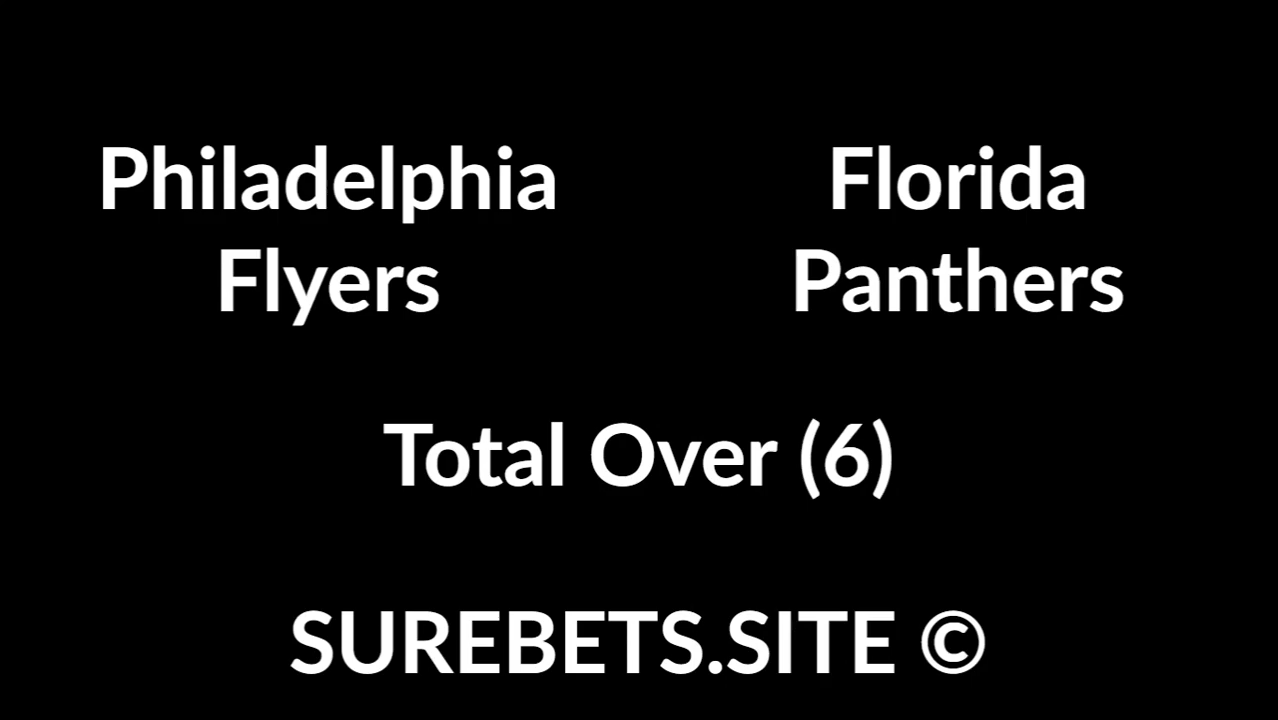 Philadelphia
Flyers
Florida
Panthers
Total Over (6)
SUREBETS.SITE ©